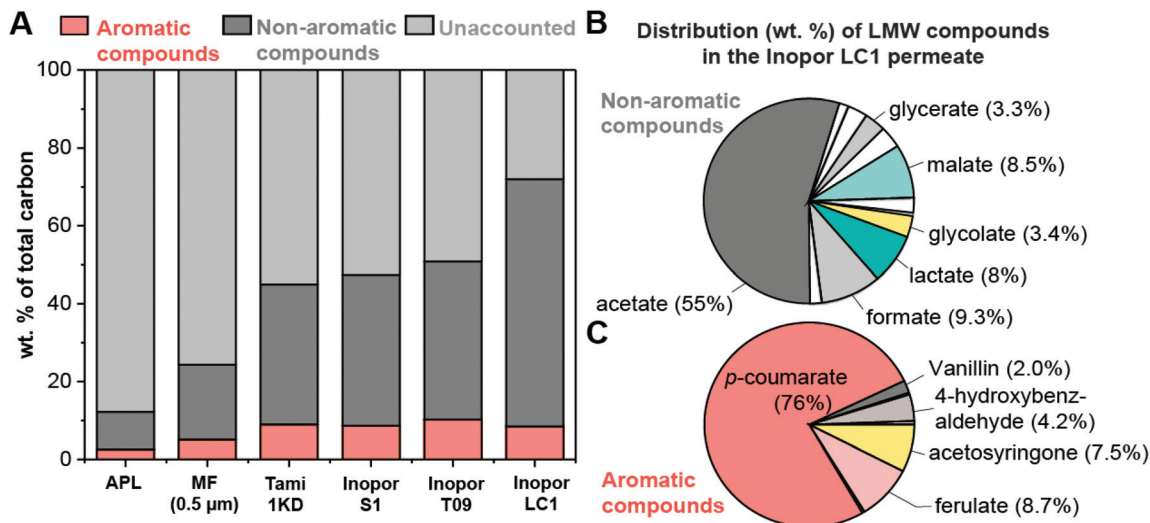 A
Aromatic compounds
Non-aromatic compounds
Unaccounted
wt. % of total carbon
100
80
60
40
20
0
APL
MF
(0.5 µm)
Tami
1KD
Inopor
S1
Inopor
T09
Inopor
LC1
B
Distribution (wt. %) of LMW compounds
in the Inopor LC1 permeate
Non-aromatic
compounds
glycerate (3.3%)
malate (8.5%)
glycolate (3.4%)
lactate (8%)
formate (9.3%)
acetate (55%)
C
p-coumarate
(76%)
Vanillin (2.0%)
4-hydroxybenz-
aldehyde (4.2%)
acetosyringone (7.5%)
ferulate (8.7%)
Aromatic
compounds